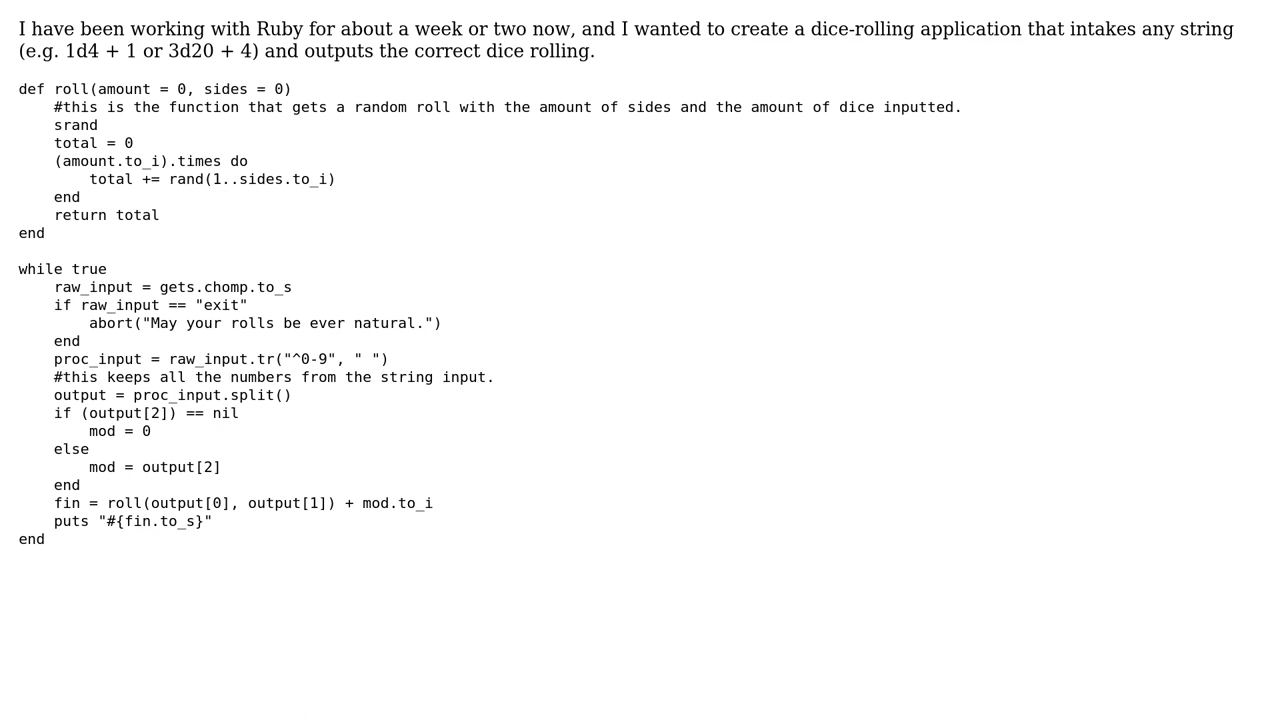 I have been working with Ruby for about a week or two now, and I wanted to create a dice-rolling application that intakes any string
(e.g. 1d4 + 1 or 3d20 + 4) and outputs the correct dice rolling.
def roll(amount = 0, sides = 0)
    #this is the function that gets a random roll with the amount of sides and the amount of dice inputted.
    srand
    total = 0
    (amount.to_i).times do
        total += rand(1..sides.to_i)
    end
    return total
end

while true
    raw_input = gets.chomp.to_s
    if raw_input == "exit"
        abort("May your rolls be ever natural.")
    end
    proc_input = raw_input.tr("^0-9", " ")
    #this keeps all the numbers from the string input.
    output = proc_input.split()
    if (output[2]) == nil
        mod = 0
    else
        mod = output[2]
    end
    fin = roll(output[0], output[1]) + mod.to_i
    puts "#{fin.to_s}"
end